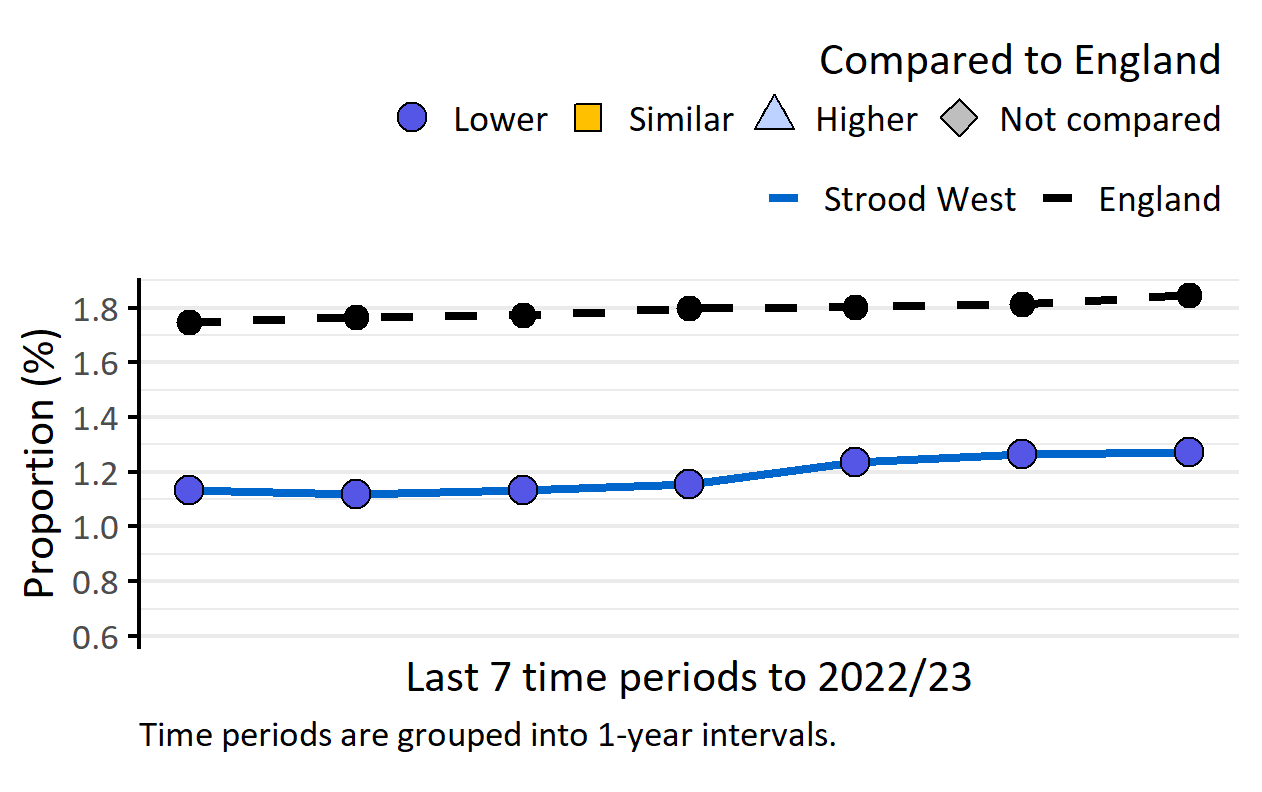 Compared to England
Lower Similar Higher Not compared
Strood West England
Proportion (%)
1.8
1.6
1.4
1.2
1.0
0.8
0.6
Last 7 time periods to 2022/23
Time periods are grouped into 1-year intervals.